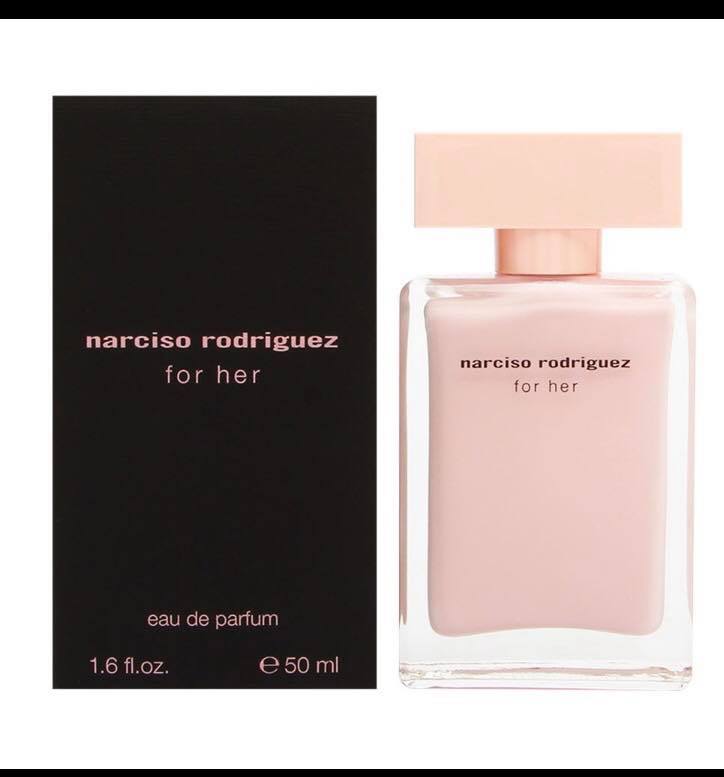 narciso rodriguez
for her
eau de parfum
1.6 fl.oz. ℮ 50 ml
narciso rodriguez
for her